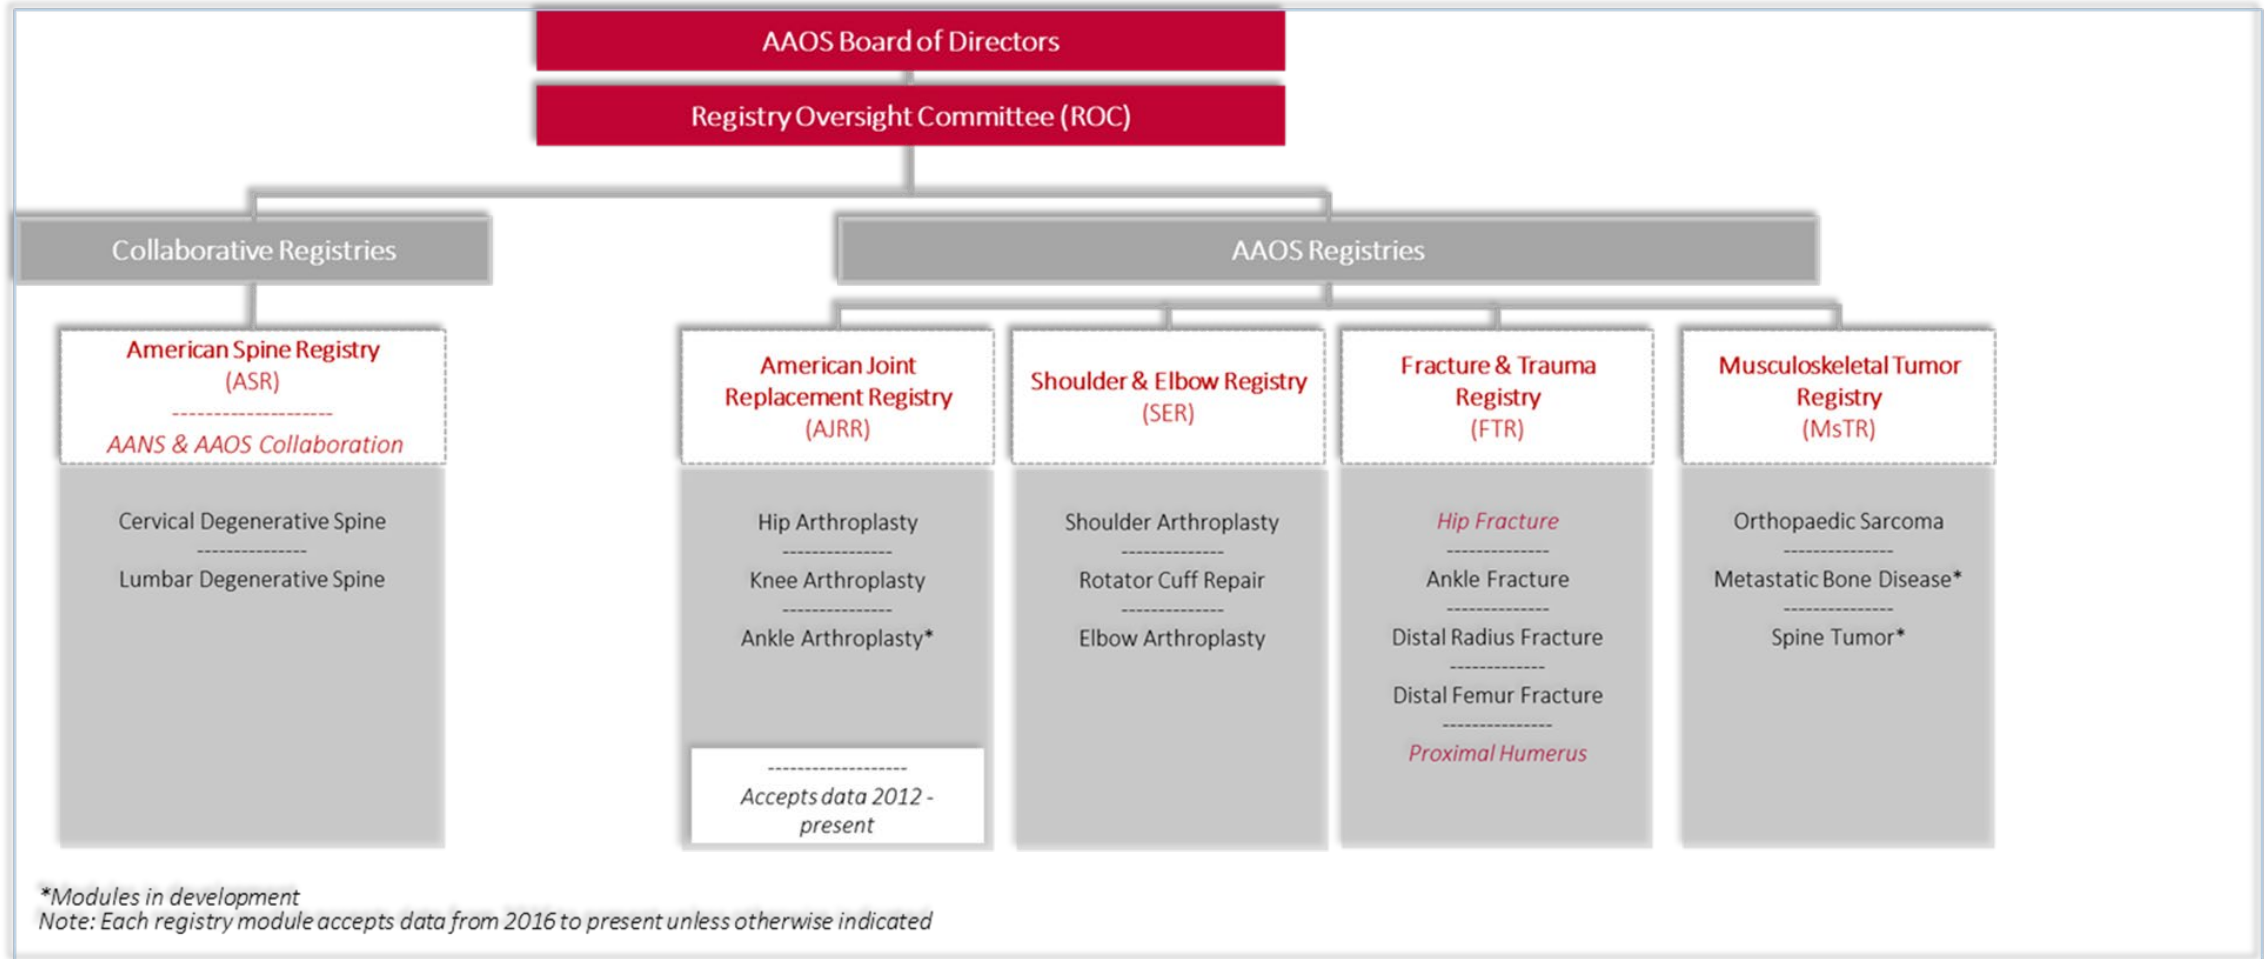 AAOS Board of Directors
Registry Oversight Committee (ROC)
Collaborative Registries
AAOS Registries
American Spine Registry
(ASR)
--------------------
AANS & AAOS Collaboration
Cervical Degenerative Spine
---------------
Lumbar Degenerative Spine
American Joint
Replacement Registry
(AJRR)
Hip Arthroplasty
---------------
Knee Arthroplasty
---------------
Ankle Arthroplasty*
-------------------
Accepts data 2012 -
present
Shoulder & Elbow Registry
(SER)
Shoulder Arthroplasty
--------------
Rotator Cuff Repair
--------------
Elbow Arthroplasty
Fracture & Trauma
Registry
(FTR)
Hip Fracture
--------------
Ankle Fracture
--------------
Distal Radius Fracture
-------------
Distal Femur Fracture
---------------
Proximal Humerus
Musculoskeletal Tumor
Registry
(MsTR)
Orthopaedic Sarcoma
---------------
Metastatic Bone Disease*
---------------
Spine Tumor*
*Modules in development
Note: Each registry module accepts data from 2016 to present unless otherwise indicated